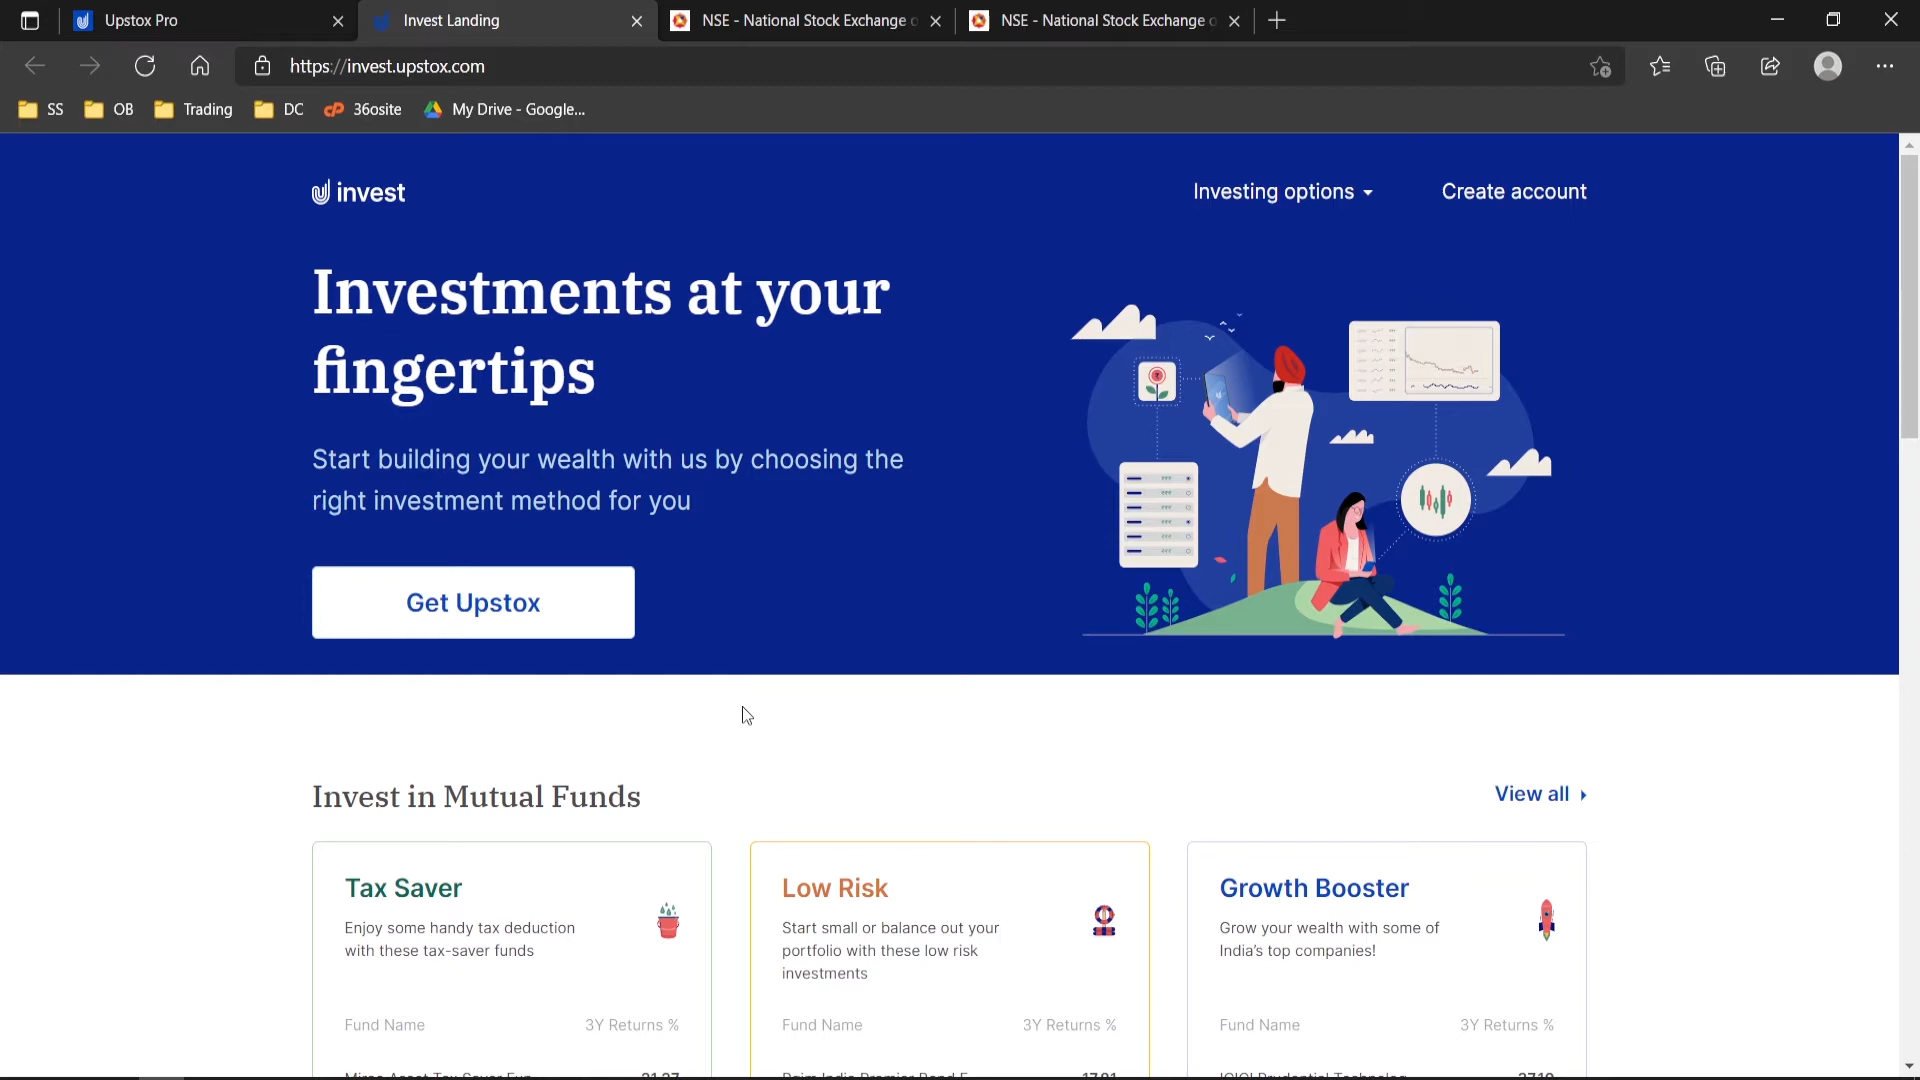 Upstox Pro
Invest Landing
NSE - National Stock Exchange
NSE - National Stock Exchange
https://invest.upstox.com
SS
OB
Trading
DC
36osite
My Drive - Google...
invest
Investing options
Create account
Investments at your
fingertips
Start building your wealth with us by choosing the
right investment method for you
Get Upstox
Invest in Mutual Funds
View all
Tax Saver
Enjoy some handy tax deduction
with these tax-saver funds
Fund Name
3Y Returns %
Low Risk
Start small or balance out your
portfolio with these low risk
investments
Fund Name
3Y Returns %
Growth Booster
Grow your wealth with some of
India's top companies!
Fund Name
3Y Returns %